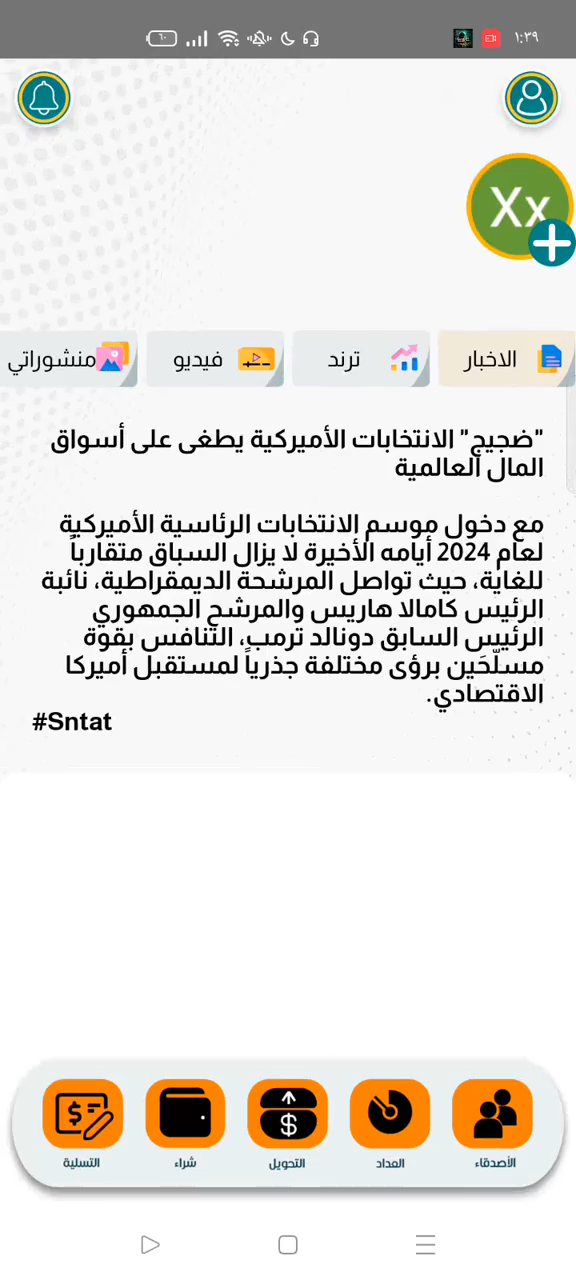 ١:٣٩
٦٠
Xx
الاخبار
ترند
فيديو
منشوراتي
"ضجيج" الانتخابات الأميركية يطغى على أسواق
المال العالمية
مع دخول موسم الانتخابات الرئاسية الأميركية
لعام 2024 أيامه الأخيرة لا يزال السباق متقارباً
للغاية، حيث تواصل المرشحة الديمقراطية، نائبة
الرئيس كامالا هاريس والمرشح الجمهوري
الرئيس السابق دونالد ترمب، التنافس بقوة
مسلّحَين برؤى مختلفة جذرياً لمستقبل أميركا
الاقتصادي.
#Sntat
الأصدقاء
العداد
التحويل
شراء
التسلية